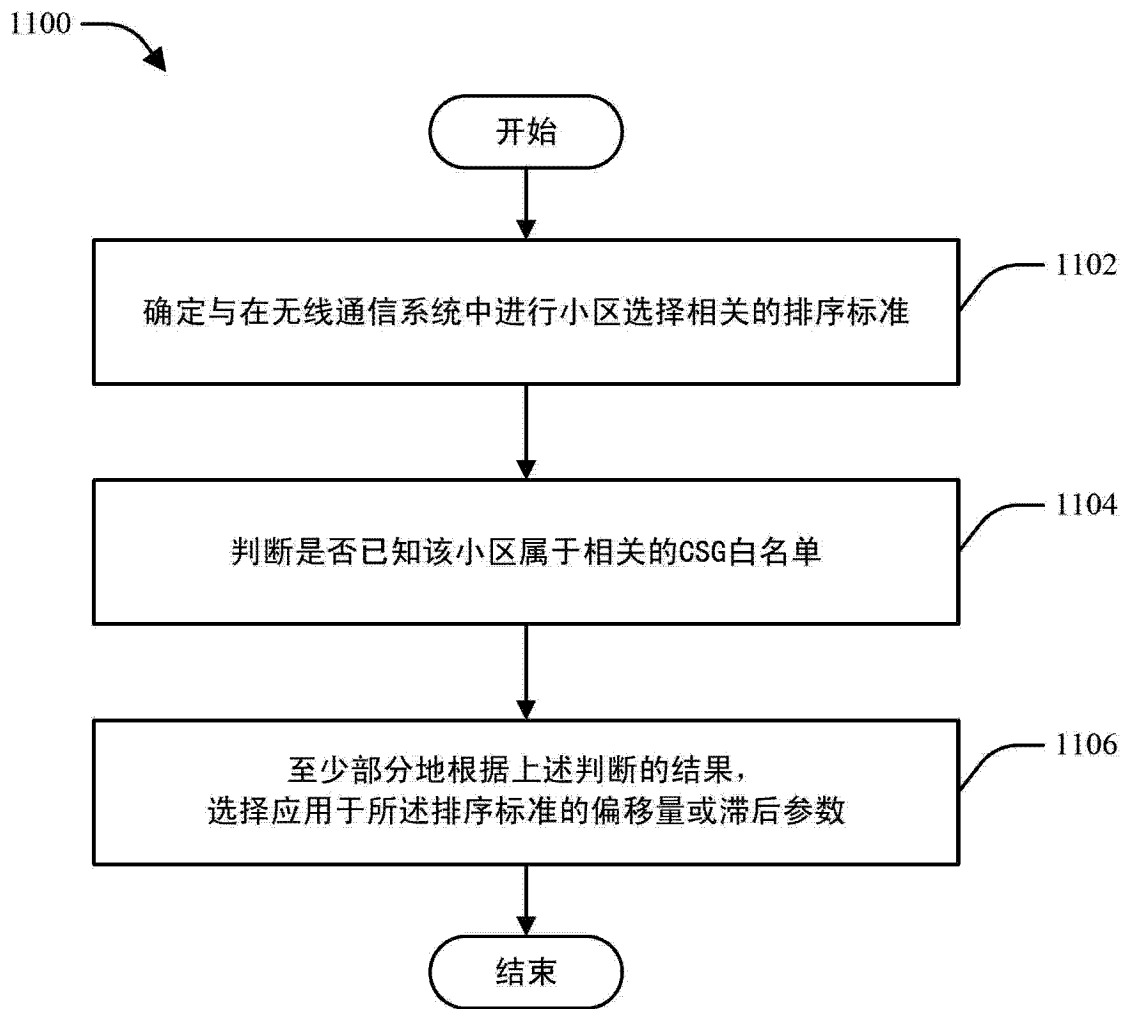 1100
开始
确定与在无线通信系统中进行小区选择相关的排序标准
1102
判断是否已知该小区属于相关的CSG白名单
1104
至少部分地根据上述判断的结果，
选择应用于所述排序标准的偏移量或滞后参数
1106
结束